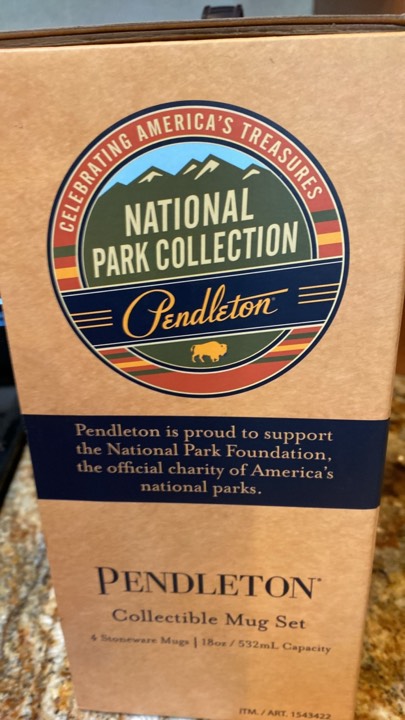 CELEBRATING AMERICA'S TREASURES
NATIONAL
PARK COLLECTION
Pendleton
Pendleton is proud to support
the National Park Foundation,
the official charity of America's
national parks.
PENDLETON
Collectible Mug Set
4 Stoneware Mugs | 18oz / 532mL Capacity
ITM. / ART. 1543422